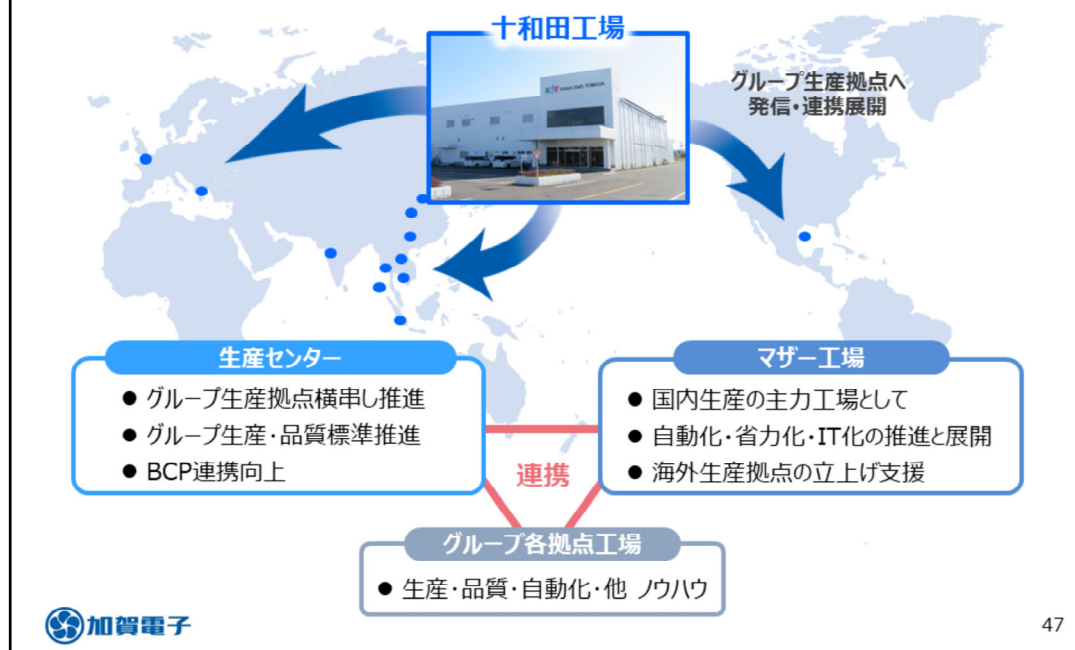 十和田工場
KAGA EMS TOWADA
グループ生産拠点へ
発信・連携展開
生産センター
● グループ生産拠点横串し推進
● グループ生産・品質標準推進
● BCP連携向上
マザー工場
● 国内生産の主力工場として
● 自動化・省力化・IT化の推進と展開
● 海外生産拠点の立上げ支援
連携
グループ各拠点工場
● 生産・品質・自動化・他 ノウハウ
加賀電子
47